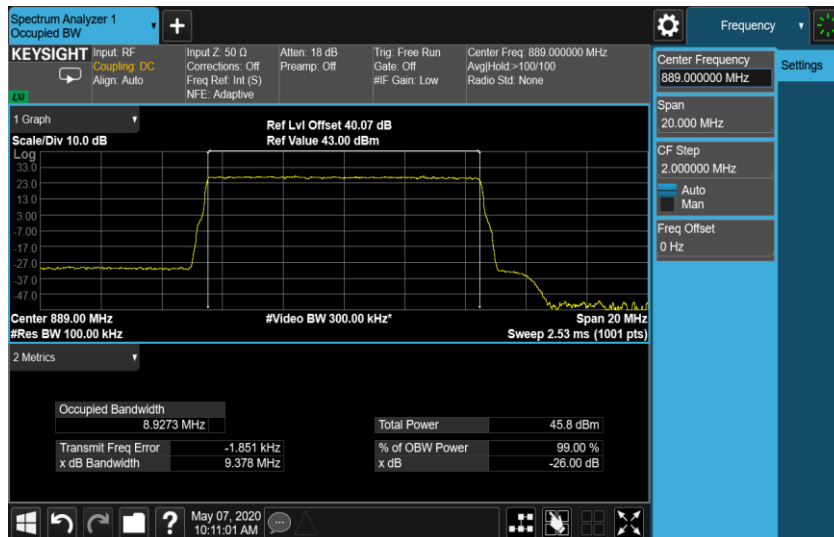 Spectrum Analyzer 1
Occupied BW
+
Frequency
KEYSIGHT
Input: RF
Coupling: DC
Align: Auto
LXI
Input Z: 50 Ω
Corrections: Off
Freq Ref: Int (S)
NFE: Adaptive
Atten: 18 dB
Preamp: Off
Trig: Free Run
Gate: Off
#IF Gain: Low
Center Freq: 889.000000 MHz
Avg|Hold:>100/100
Radio Std: None
Center Frequency
889.000000 MHz
Settings
Span
20.000 MHz
CF Step
2.000000 MHz
Auto
Man
Freq Offset
0 Hz
1 Graph
Scale/Div 10.0 dB
Ref Lvl Offset 40.07 dB
Ref Value 43.00 dBm
Log
33.0
23.0
13.0
3.00
-7.00
-17.0
-27.0
-37.0
-47.0
Center 889.00 MHz
#Res BW 100.00 kHz
#Video BW 300.00 kHz*
Span 20 MHz
Sweep 2.53 ms (1001 pts)
2 Metrics
Occupied Bandwidth
8.9273 MHz
Total Power 45.8 dBm
Transmit Freq Error -1.851 kHz
% of OBW Power 99.00 %
x dB Bandwidth 9.378 MHz
x dB -26.00 dB
?
May 07, 2020
10:11:01 AM